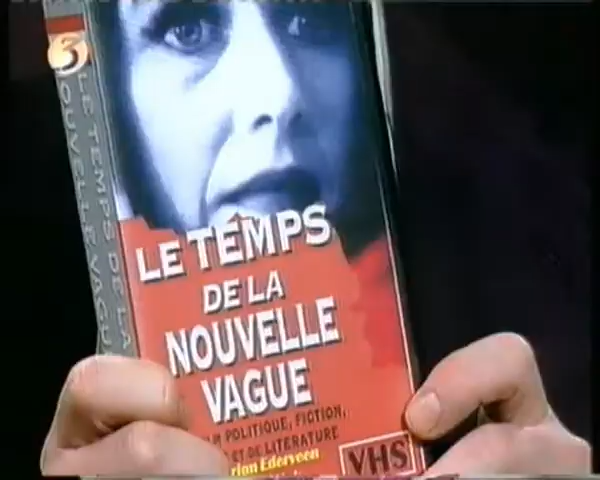 3
LE TEMPS DE LA
NOUVELLE VAGUE
LE TEMPS
DE LA
NOUVELLE
VAGUE
POLITIQUE, FICTION,
ET DE LITERATURE
Ederveen
VHS